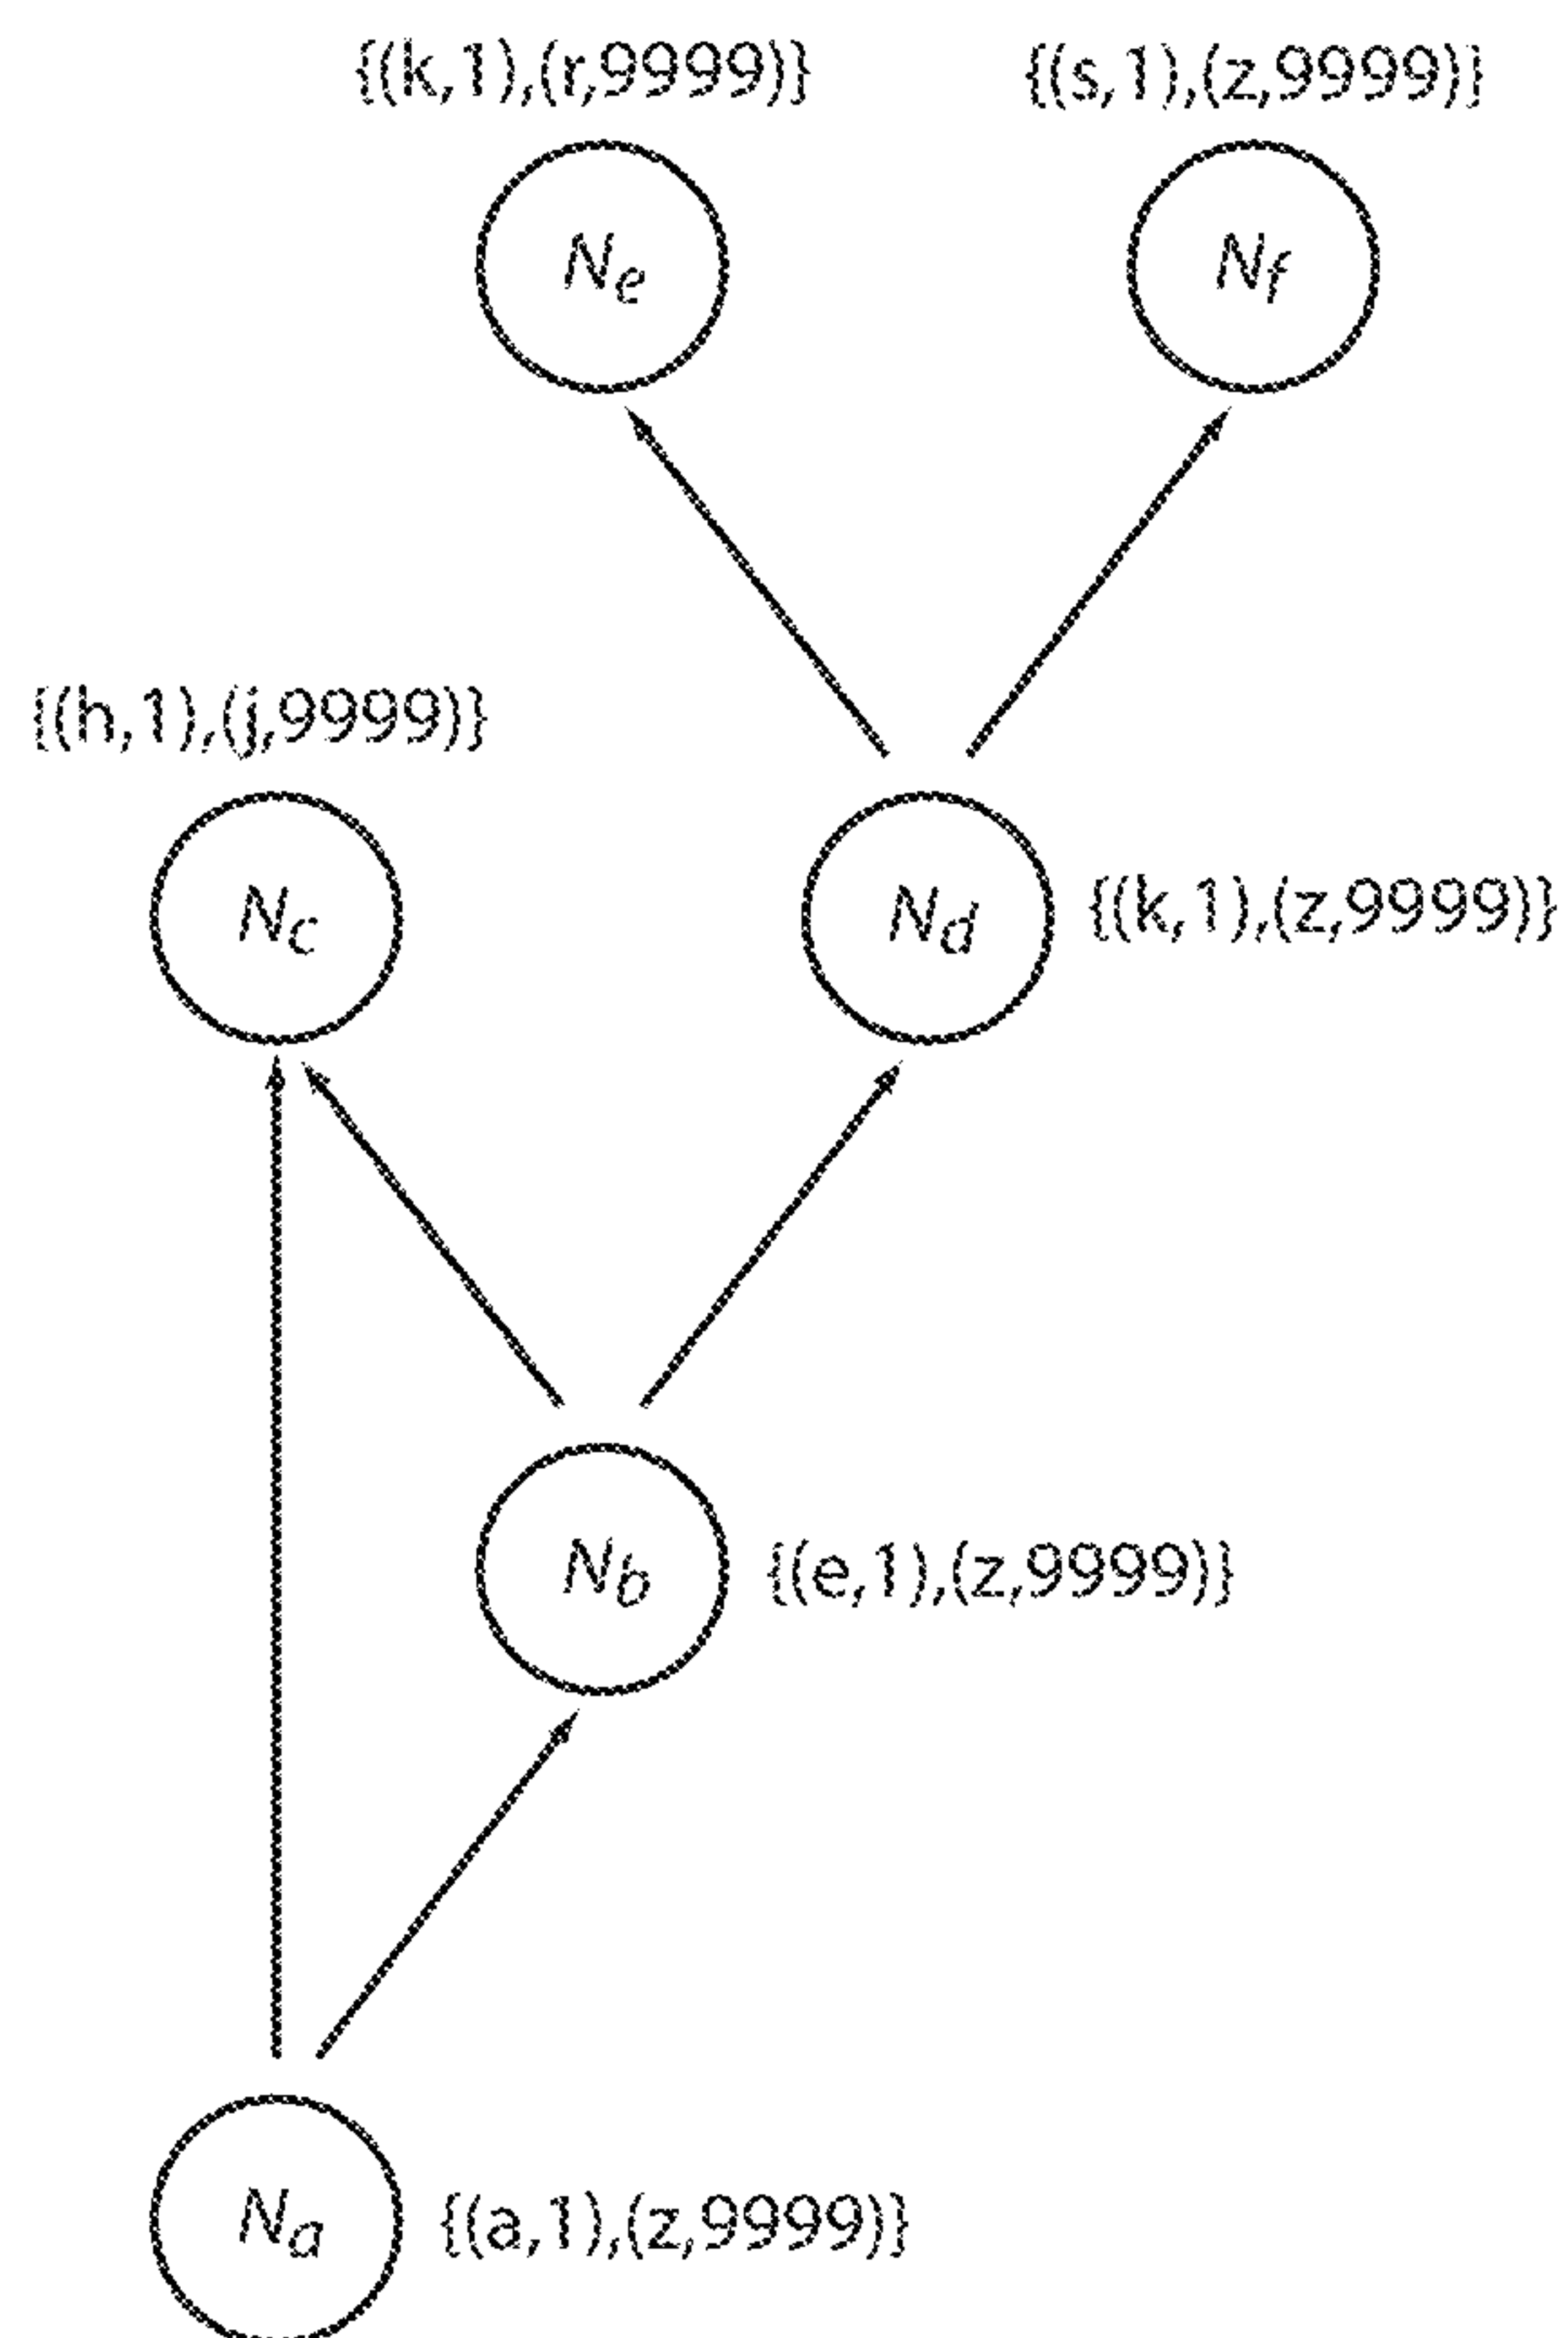 {(k,1),(r,9999)} {(s,1),(z,9999)}
Ne Nf
{(h,1),(j,9999)}
Nc Nd {(k,1),(z,9999)}
Nb {(e,1),(z,9999)}
Na {(a,1),(z,9999)}